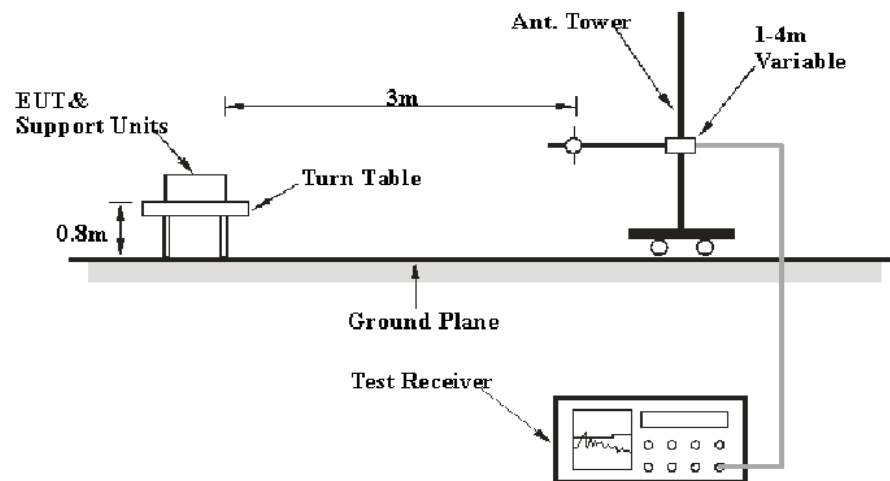 Ant. Tower
1-4m
Variable
EUT&
Support Units
3m
Turn Table
0.8m
Ground Plane
Test Receiver